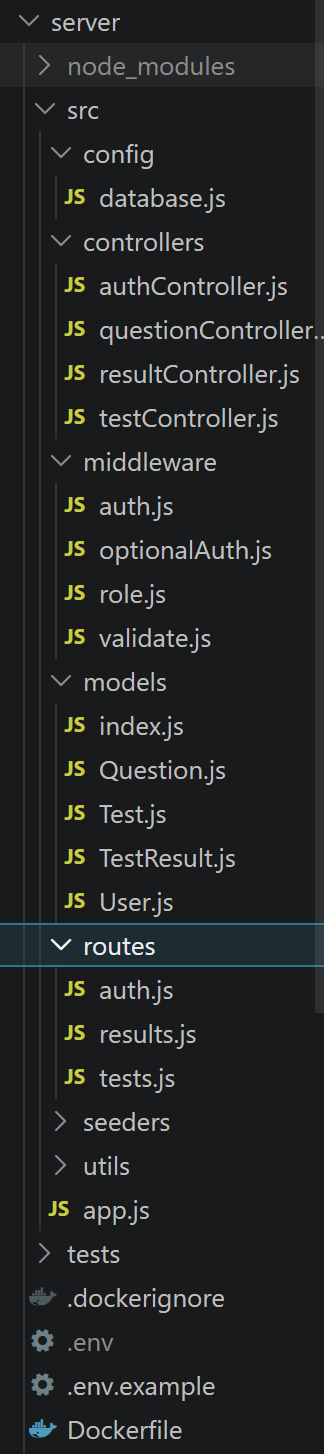 server
node_modules
src
config
JS database.js
controllers
JS authController.js
JS questionController...
JS resultController.js
JS testController.js
middleware
JS auth.js
JS optionalAuth.js
JS role.js
JS validate.js
models
JS index.js
JS Question.js
JS Test.js
JS TestResult.js
JS User.js
routes
JS auth.js
JS results.js
JS tests.js
seeders
utils
JS app.js
tests
.dockerignore
.env
.env.example
Dockerfile